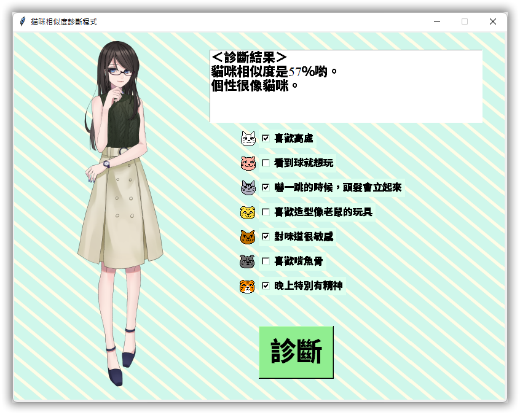 貓咪相似度診斷程式
＜診斷結果＞
貓咪相似度是57％喲。
個性很像貓咪。
喜歡高處
看到球就想玩
嚇一跳的時候，頭髮會立起來
喜歡造型像老鼠的玩具
對味道很敏感
喜歡啃魚骨
晚上特別有精神
診斷